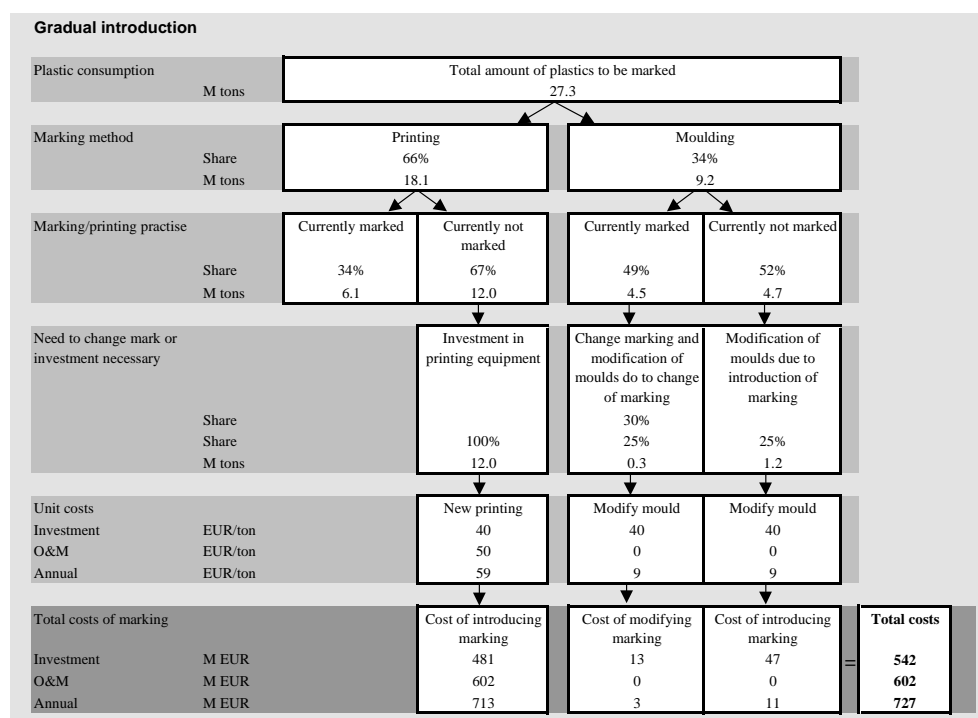 Gradual introduction
Plastic consumption Total amount of plastics to be marked
M tons 27.3
Marking method Printing Moulding
Share 66% 34%
M tons 18.1 9.2
Marking/printing practise Currently marked Currently not Currently marked Currently not marked
marked
Share 34% 67% 49% 52%
M tons 6.1 12.0 4.5 4.7
Need to change mark or Investment in Change marking and Modification of
investment necessary printing equipment modification of moulds due to
moulds do to change introduction of
of marking marking
Share 30%
Share 100% 25% 25%
M tons 12.0 0.3 1.2
Unit costs New printing Modify mould Modify mould
Investment EUR/ton 40 40 40
O&M EUR/ton 50 0 0
Annual EUR/ton 59 9 9
Total costs of marking Cost of introducing Cost of modifying Cost of introducing Total costs
marking marking marking
Investment M EUR 481 13 47 = 542
O&M M EUR 602 0 0 602
Annual M EUR 713 3 11 727